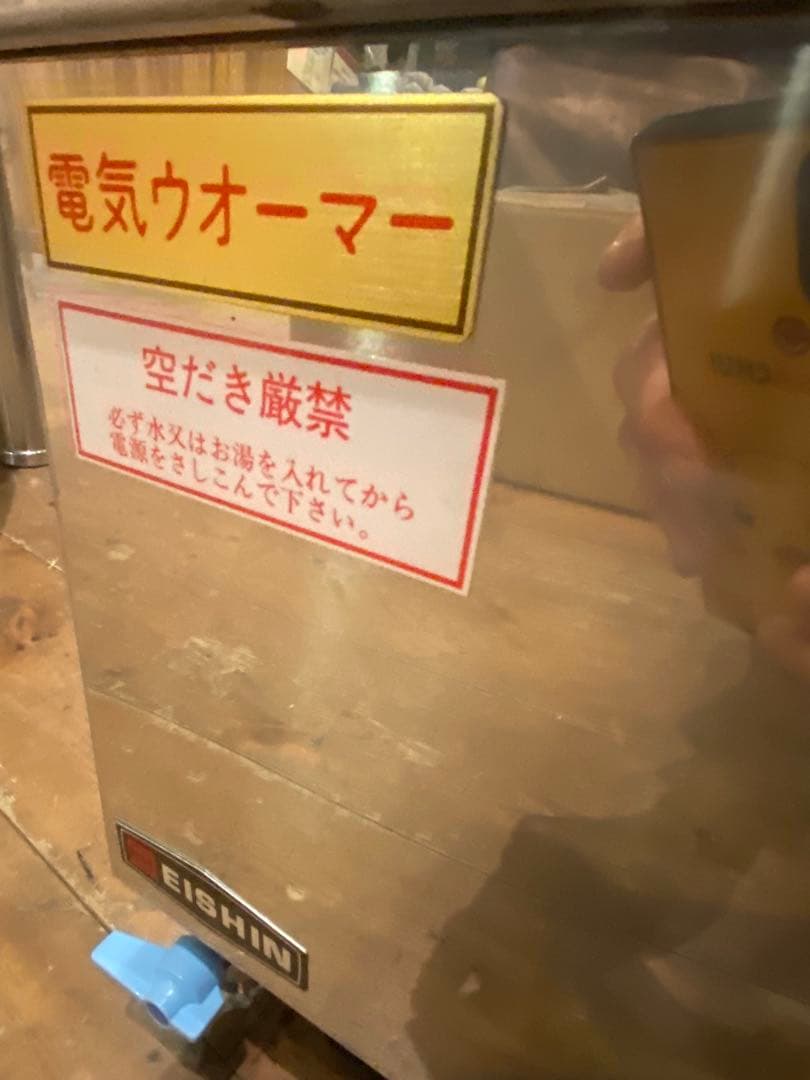 電気ウオーマー
空だき厳禁
必ず水又はお湯を入れてから
電源をさしこんで下さい。
EISHIN